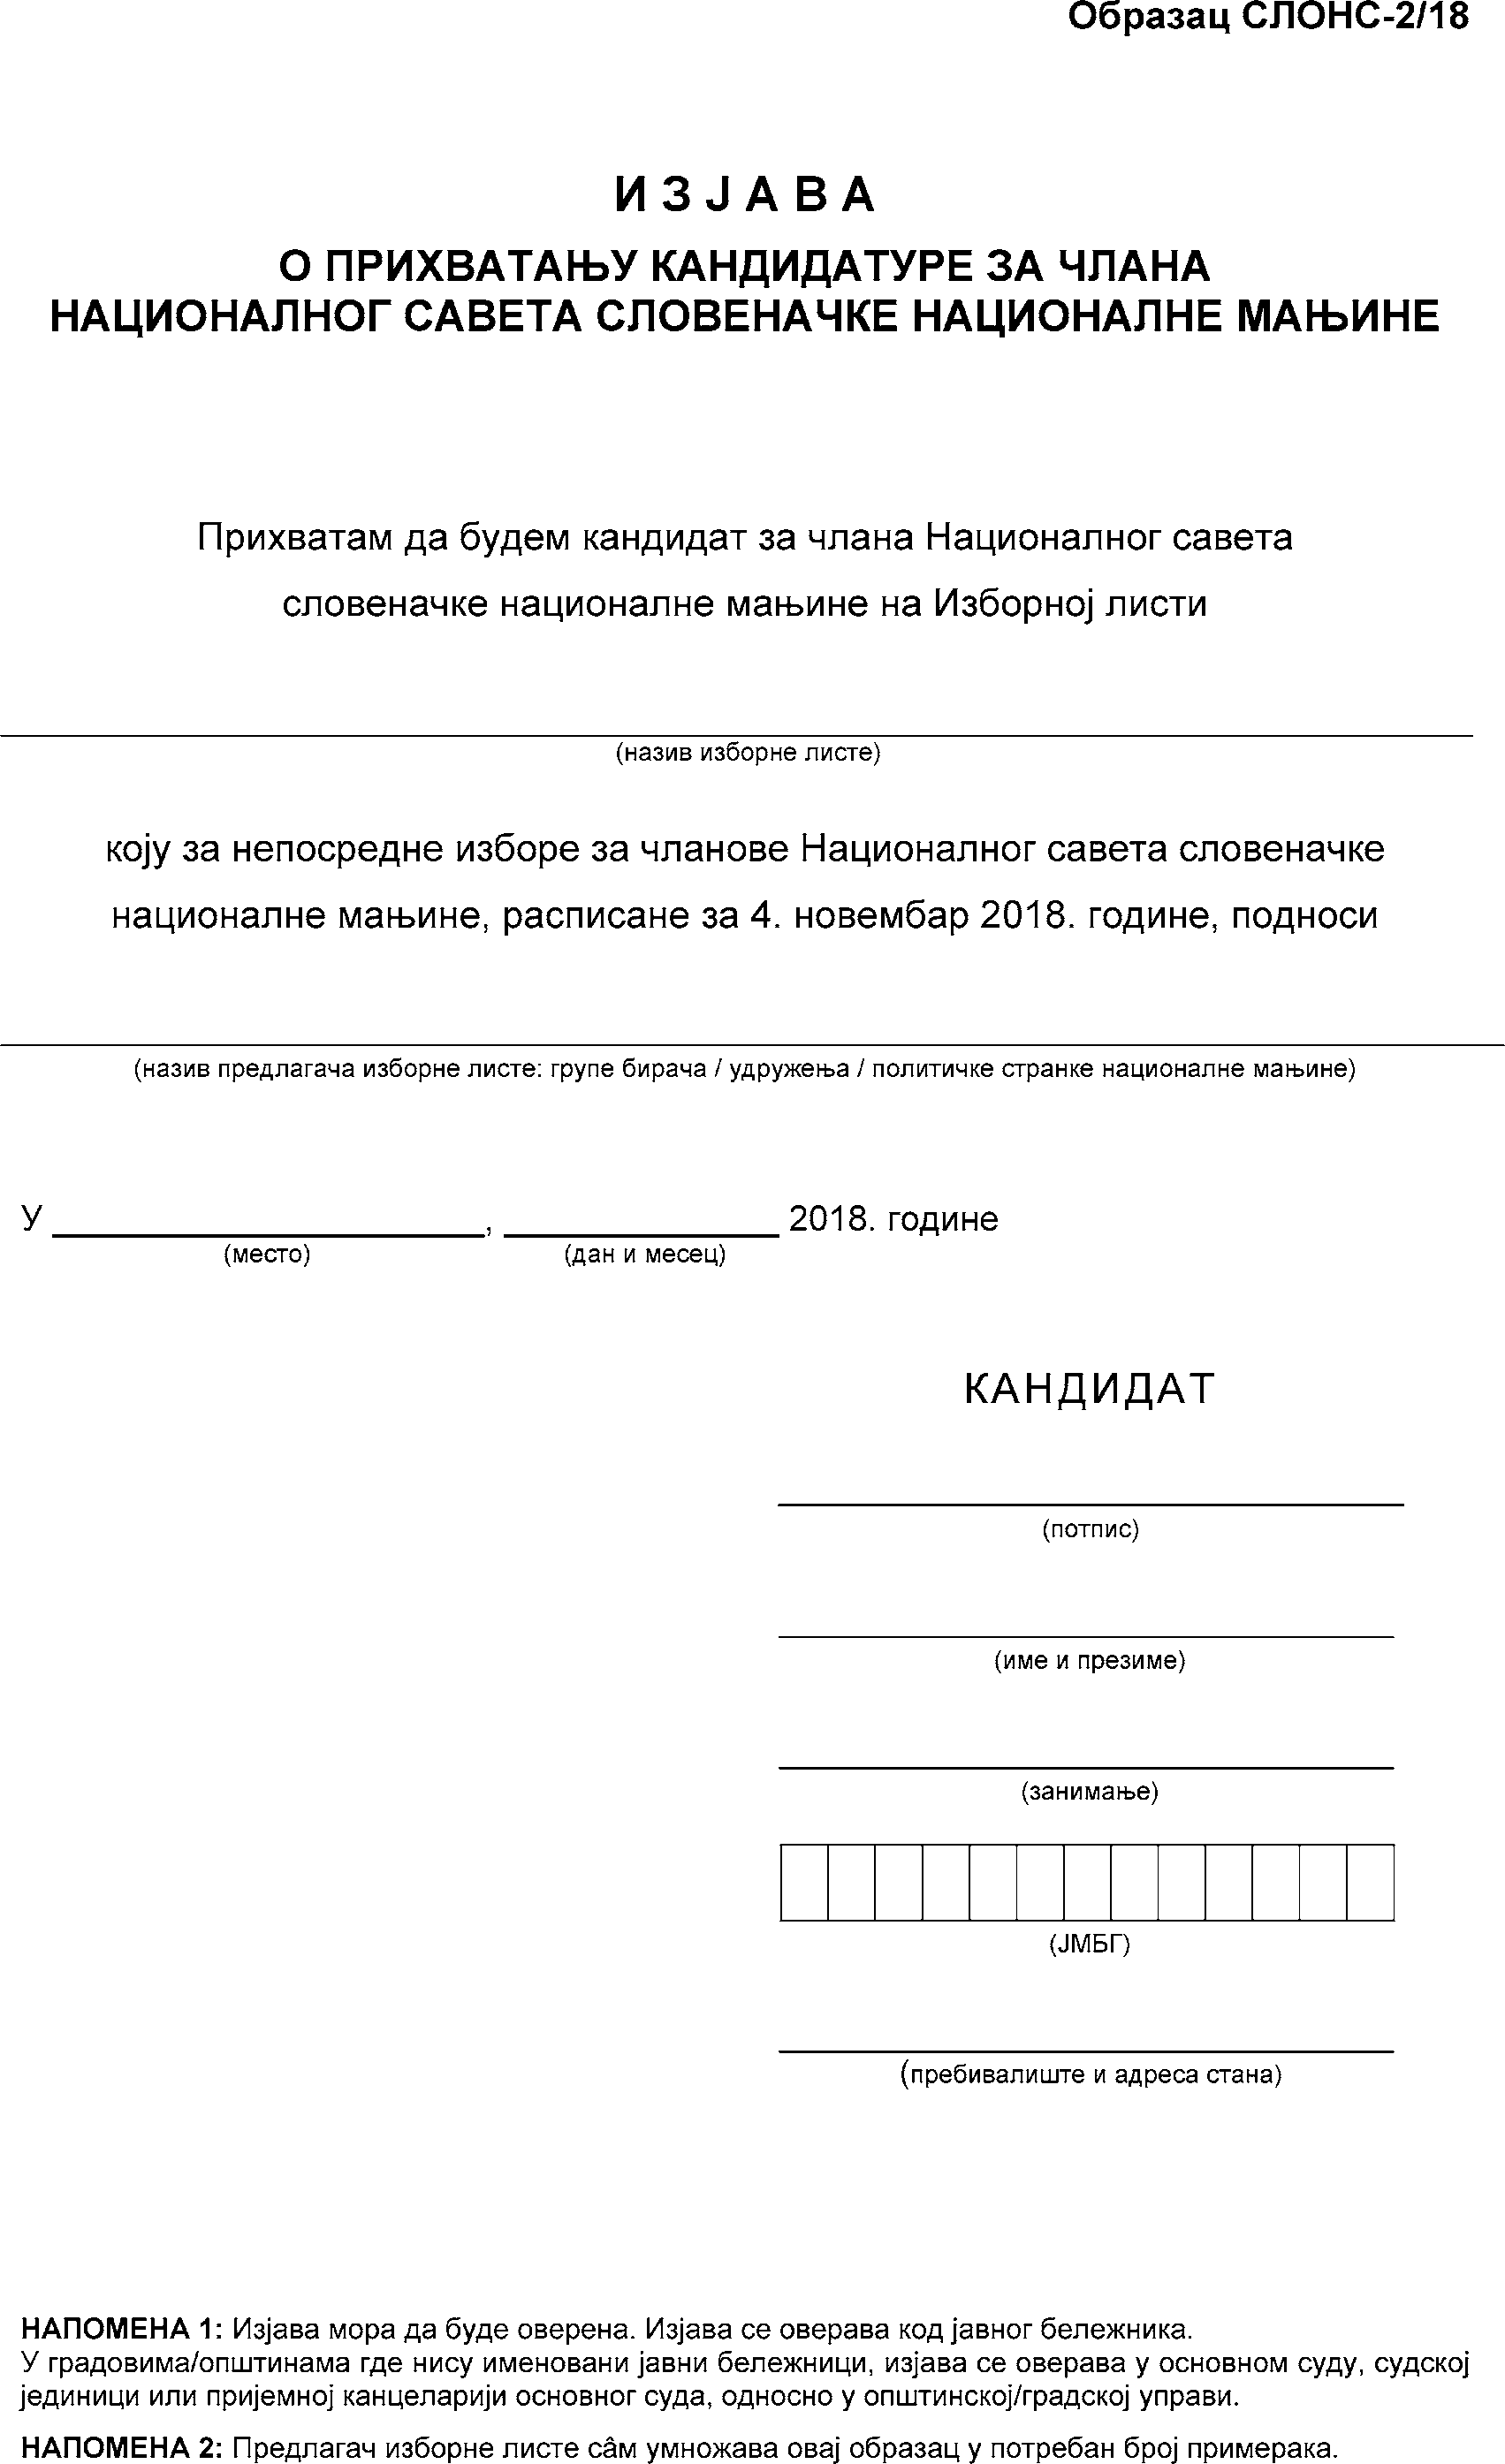 Образац СЛОНС-2/18
И З Ј А В А
О ПРИХВАТАЊУ КАНДИДАТУРЕ ЗА ЧЛАНА
НАЦИОНАЛНОГ САВЕТА СЛОВЕНАЧКЕ НАЦИОНАЛНЕ МАЊИНЕ
Прихватам да будем кандидат за члана Националног савета
словеначке националне мањине на Изборној листи
(назив изборне листе)
коју за непосредне изборе за чланове Националног савета словеначке
националне мањине, расписане за 4. новембар 2018. године, подноси
(назив предлагача изборне листе: групе бирача / удружења / политичке странке националне мањине)
У ____________________, ____________ 2018. године
(место) (дан и месец)
КАНДИДАТ
(потпис)
(име и презиме)
(занимање)
(ЈМБГ)
(пребивалиште и адреса стана)
НАПОМЕНА 1: Изјава мора да буде оверена. Изјава се оверава код јавног бележника.
У градовима/општинама где нису именовани јавни бележници, изјава се оверава у основном суду, судској
јединици или пријемној канцеларији основног суда, односно у општинској/градској управи.
НАПОМЕНА 2: Предлагач изборне листе сâм умножава овај образац у потребан број примерака.